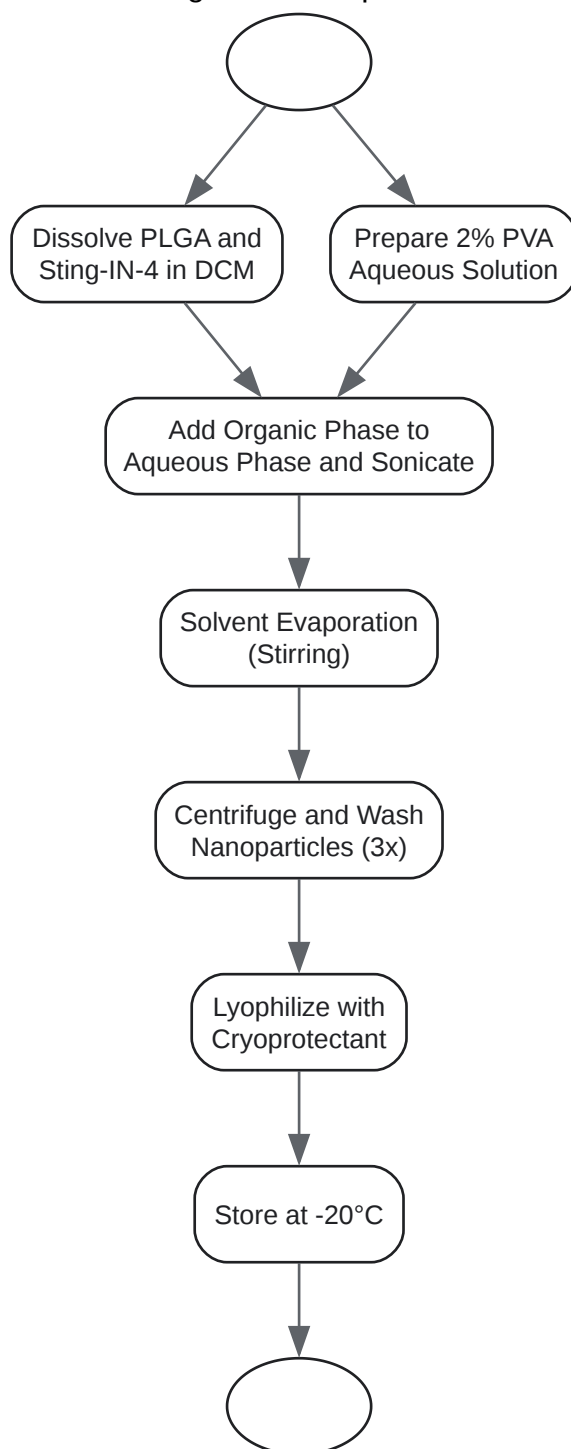 Dissolve PLGA and
Sting-IN-4 in DCM
Prepare 2% PVA
Aqueous Solution
Add Organic Phase to
Aqueous Phase and Sonicate
Solvent Evaporation
(Stirring)
Centrifuge and Wash
Nanoparticles (3x)
Lyophilize with
Cryoprotectant
Store at -20°C